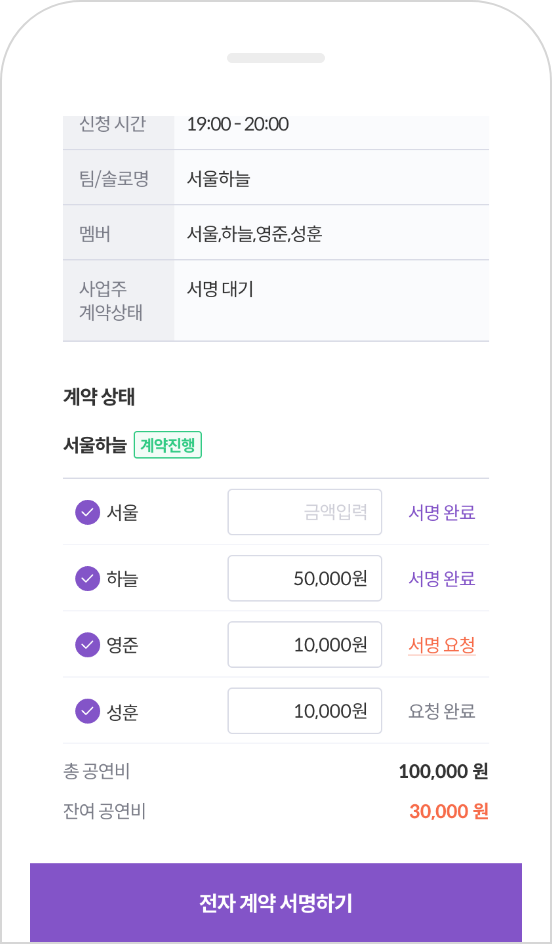 신청 시간 19:00 - 20:00
팀/솔로명 서울하늘
멤버 서울,하늘,영준,성훈
사업주 서명 대기
계약상태
계약 상태
서울하늘 계약진행
서울 금액입력 서명 완료
하늘 50,000원 서명 완료
영준 10,000원 서명 요청
성훈 10,000원 요청 완료
총 공연비 100,000 원
잔여 공연비 30,000 원
전자 계약 서명하기